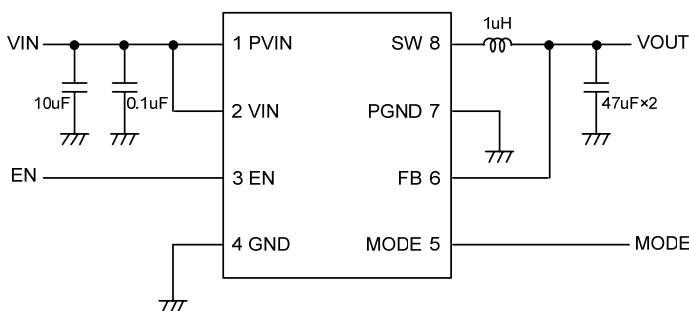 VIN
10uF
0.1uF
1 PVIN
SW 8
1uH
VOUT
47uF×2
2 VIN
PGND 7
EN
3 EN
FB 6
4 GND
MODE 5
MODE